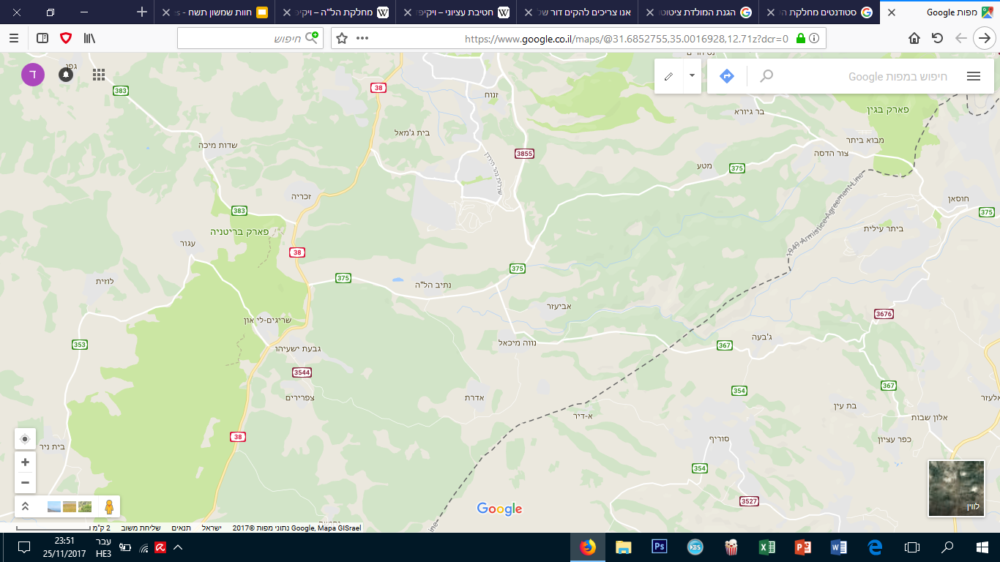 מפות Google
סטודנטים מחלקת
הגנת המולדת ציטוט
אנו צריכים להקים דור של
חטיבת עציוני – ויקיפ
מחלקת הל"ה – ויקיפ
חוות שמשון תשח - es
https://www.google.co.il/maps/@31.6852755,35.0016928,12.71z?dcr=0
חיפוש
חיפוש במפות Google
ד
גפן
383
38
זנוח
בר גיורא
פארק בגין
בית ג'מאל
מבוא ביתר
שדות מיכה
3855
צור הדסה
מטע
375
זכריה
חוסאן
383
375
פארק בריטניה
ביתר עילית
עגור
1949 Armistice Agreement Line
38
375
375
לוזית
נתיב הל"ה
אביעזר
3676
שריגים-לי און
נווה מיכאל
ג'בעה
353
גבעת ישעיהו
367
3544
367
354
צפרירים
אדרת
בת עין
אלעזר
א-דיר
אלון שבות
38
סוריף
כפר עציון
בית ניר
354
3527
לווין
Google
נתוני מפות ©2017 Google, Mapa GISrael
ישראל
תנאים
שליחת משוב
2 ק"מ
עבר
HE3
23:51
25/11/2017